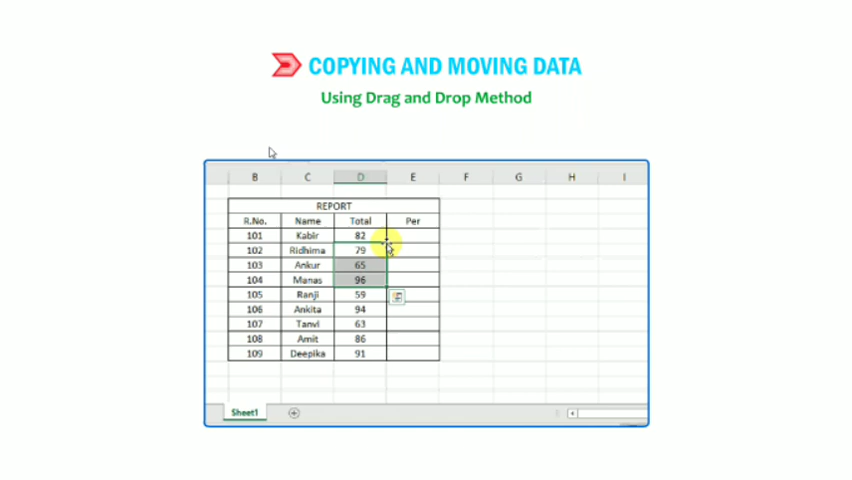 COPYING AND MOVING DATA
Using Drag and Drop Method
B C D E F G H I
REPORT
R.No. Name Total Per
101 Kabir 82
102 Ridhima 79
103 Ankur 65
104 Manas 96
105 Ranji 59
106 Ankita 94
107 Tanvi 63
108 Amit 86
109 Deepika 91
Sheet1